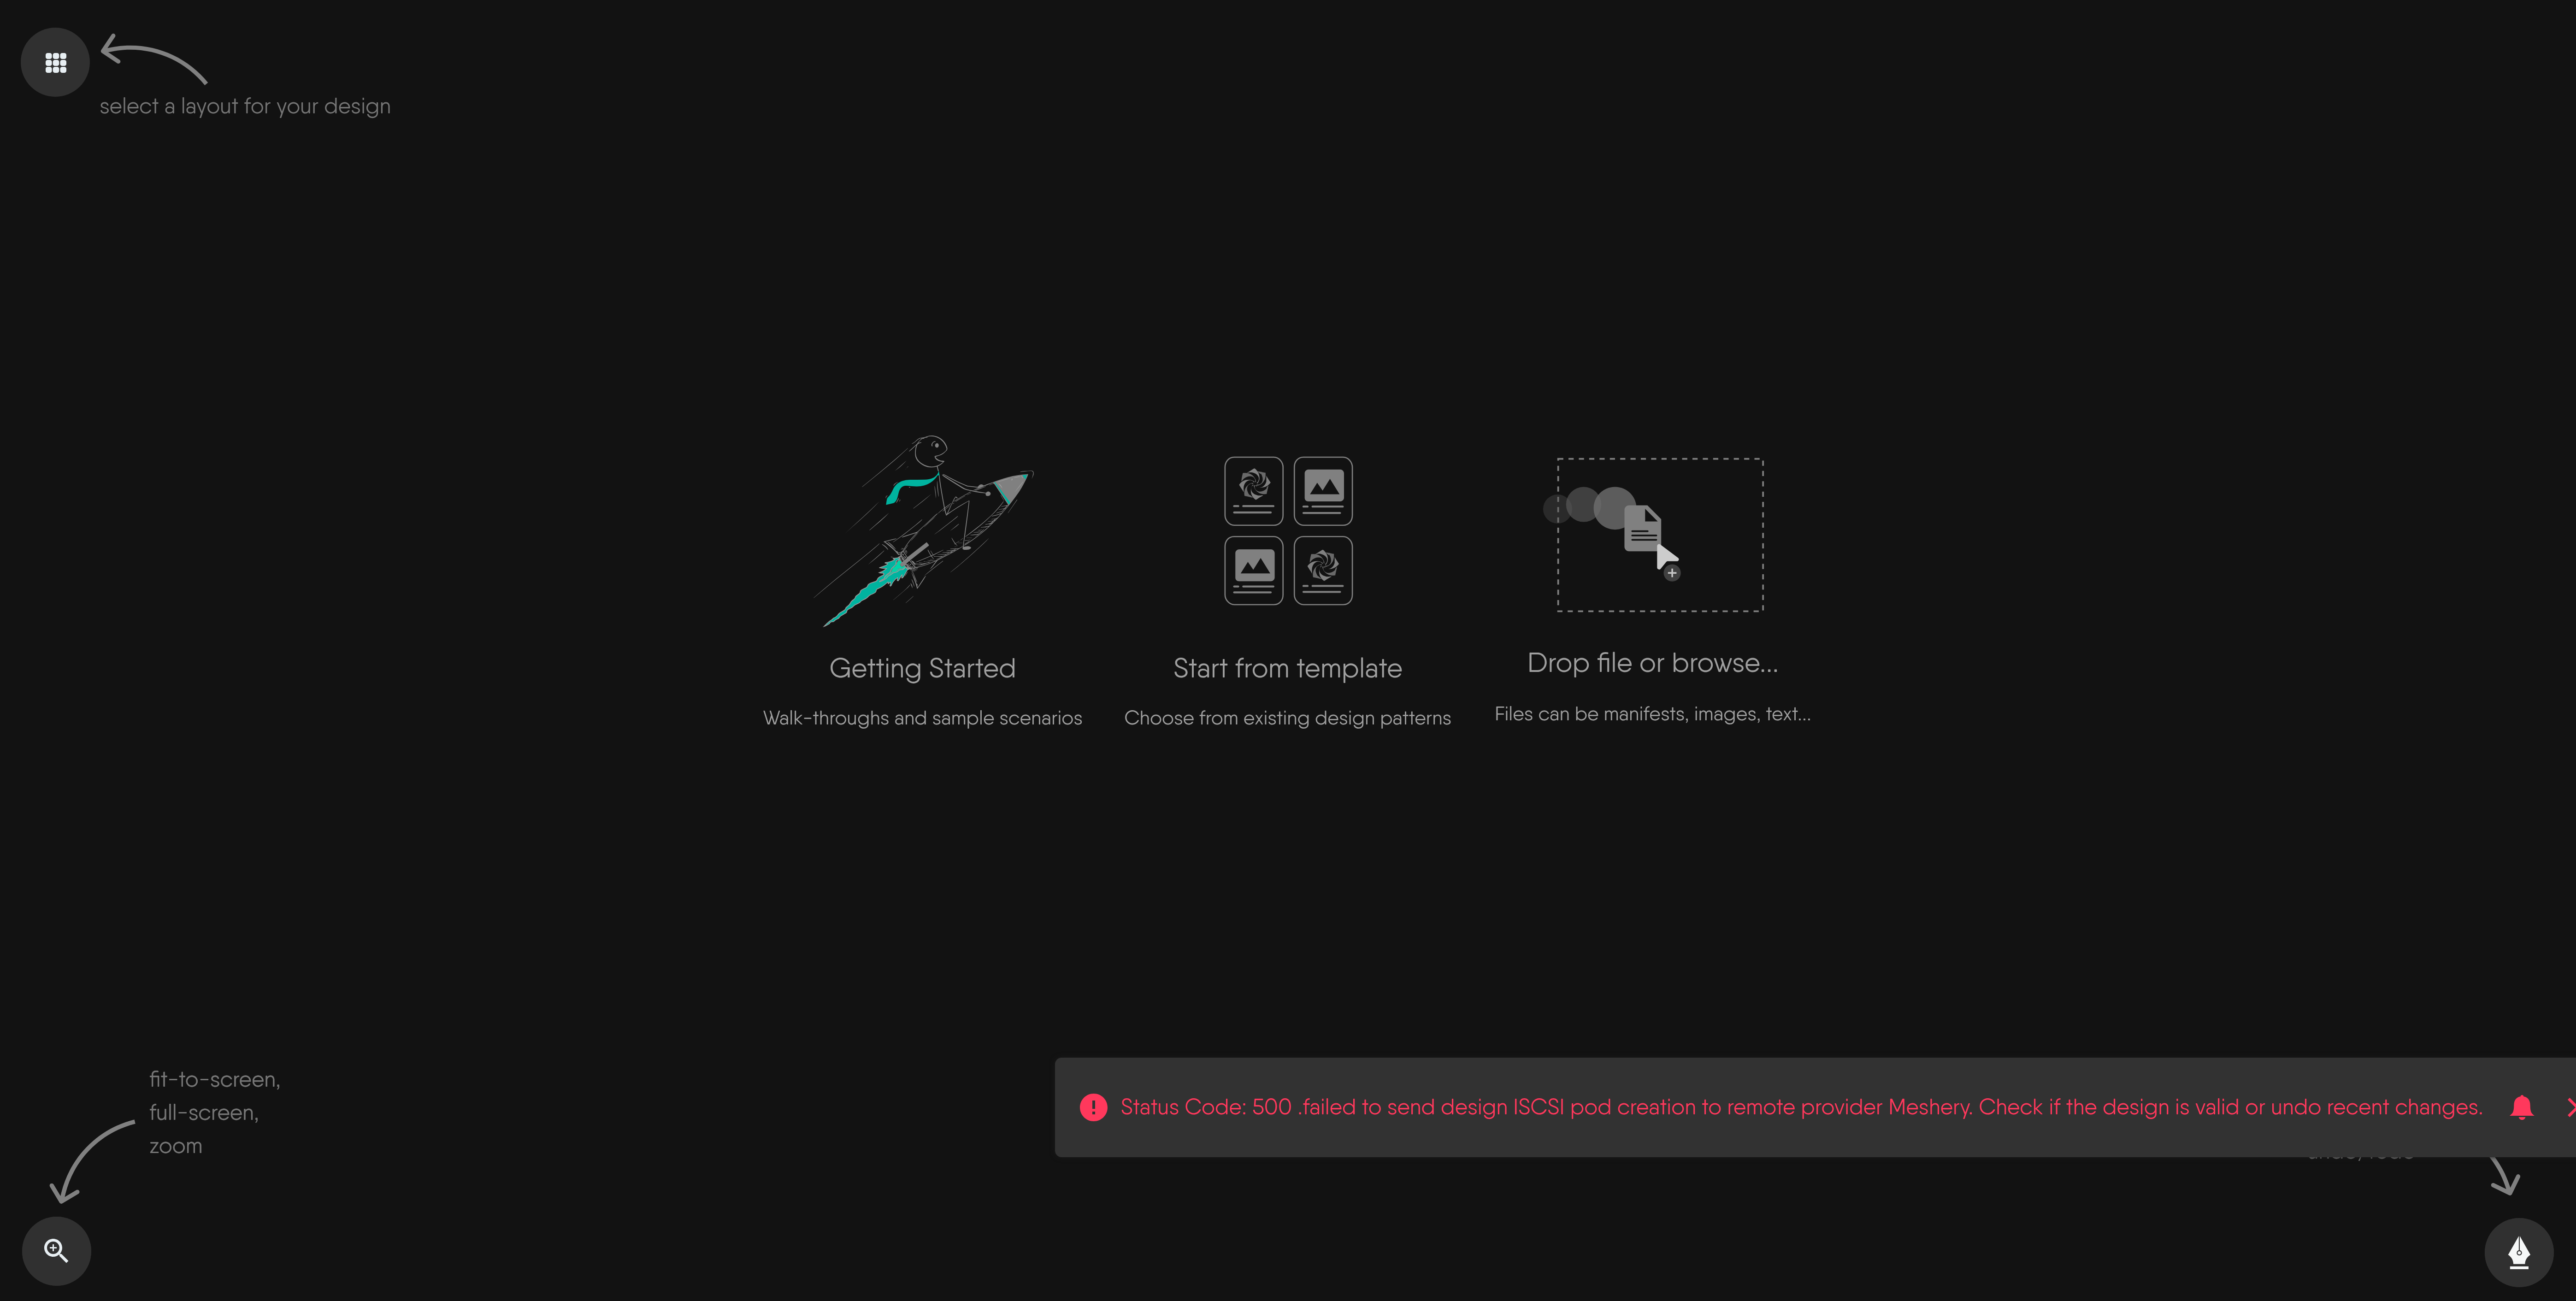 select a layout for your design
Getting Started
Walk-throughs and sample scenarios
Start from template
Choose from existing design patterns
Drop file or browse...
Files can be manifests, images, text...
fit-to-screen,
full-screen,
zoom
Status Code: 500 .failed to send design ISCSI pod creation to remote provider Meshery. Check if the design is valid or undo recent changes.